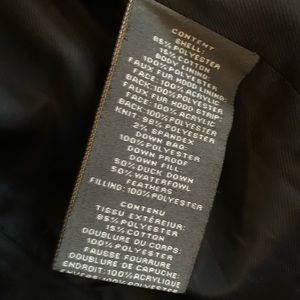 CONTENT
SHELL:
85% POLYESTER
15% COTTON
BODY LINING:
100% POLYESTER
FAUX FUR HOOD LINING:
FACE: 100% ACRYLIC
BACK: 100% POLYESTER
FAUX FUR HOOD STRIP:
FACE: 100% ACRYLIC
BACK: 100% POLYESTER
KNIT: 98% POLYESTER
2% SPANDEX
DOWN BAG:
100% POLYESTER
DOWN PROOF
DOWN FILL:
50% DUCK DOWN
50% WATERFOWL
FEATHERS
FILLING: 100% POLYESTER
CONTENU
TISSU EXTÉRIEUR:
85% POLYESTER
15% COTTON
DOUBLURE DU CORPS:
100% POLYESTER
FAUSSE FOURRURE
DOUBLURE DE CAPUCHE:
ENDROIT: 100% ACRYLIQUE
100% POLYESTER